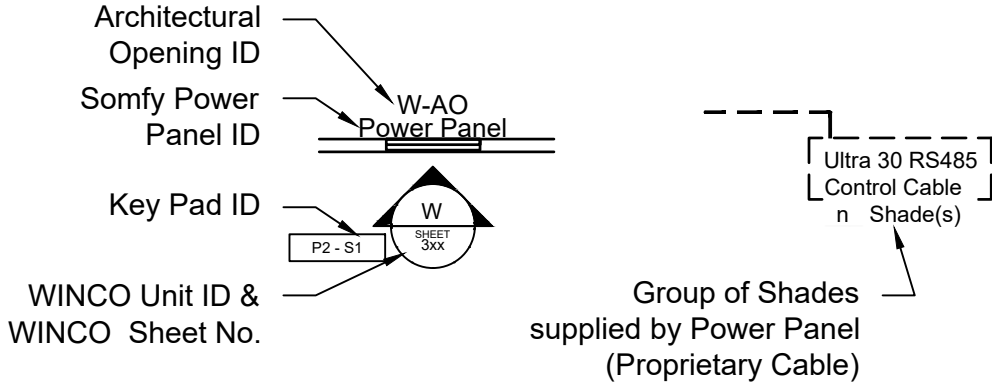 Architectural
Opening ID
Somfy Power
Panel ID
W-AO
Power Panel
Key Pad ID
W
SHEET
3xx
P2 - S1
WINCO Unit ID &
WINCO Sheet No.
Ultra 30 RS485
Control Cable
n Shade(s)
Group of Shades
supplied by Power Panel
(Proprietary Cable)